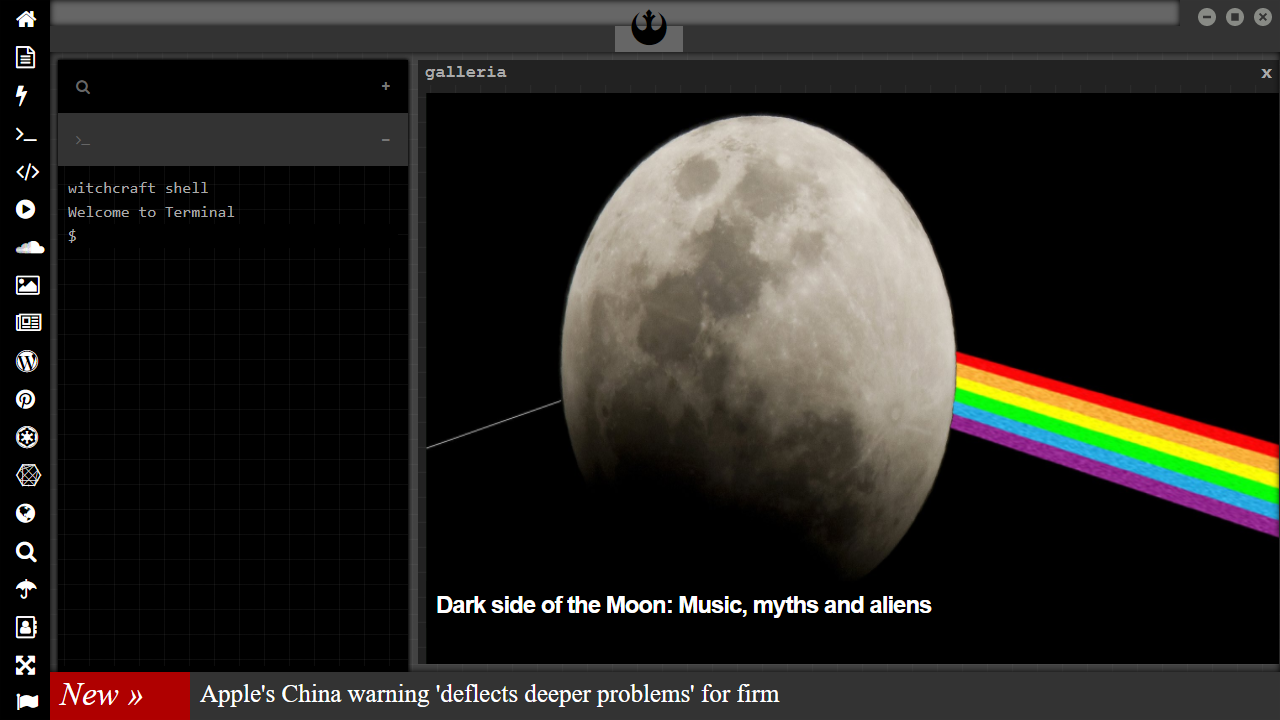 galleria
x
+
>_
−
witchcraft shell
Welcome to Terminal
$
Dark side of the Moon: Music, myths and aliens
New »
Apple's China warning 'deflects deeper problems' for firm